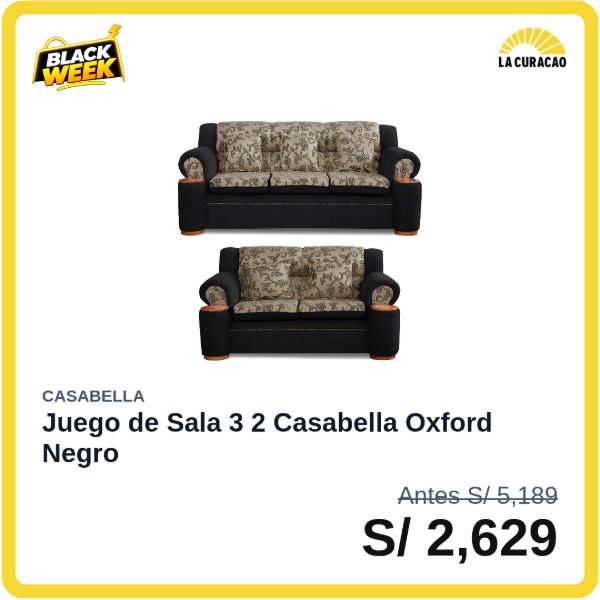 BLACK
WEEK
LA CURACAO
CASABELLA
Juego de Sala 3 2 Casabella Oxford
Negro
Antes S/ 5,189
S/ 2,629